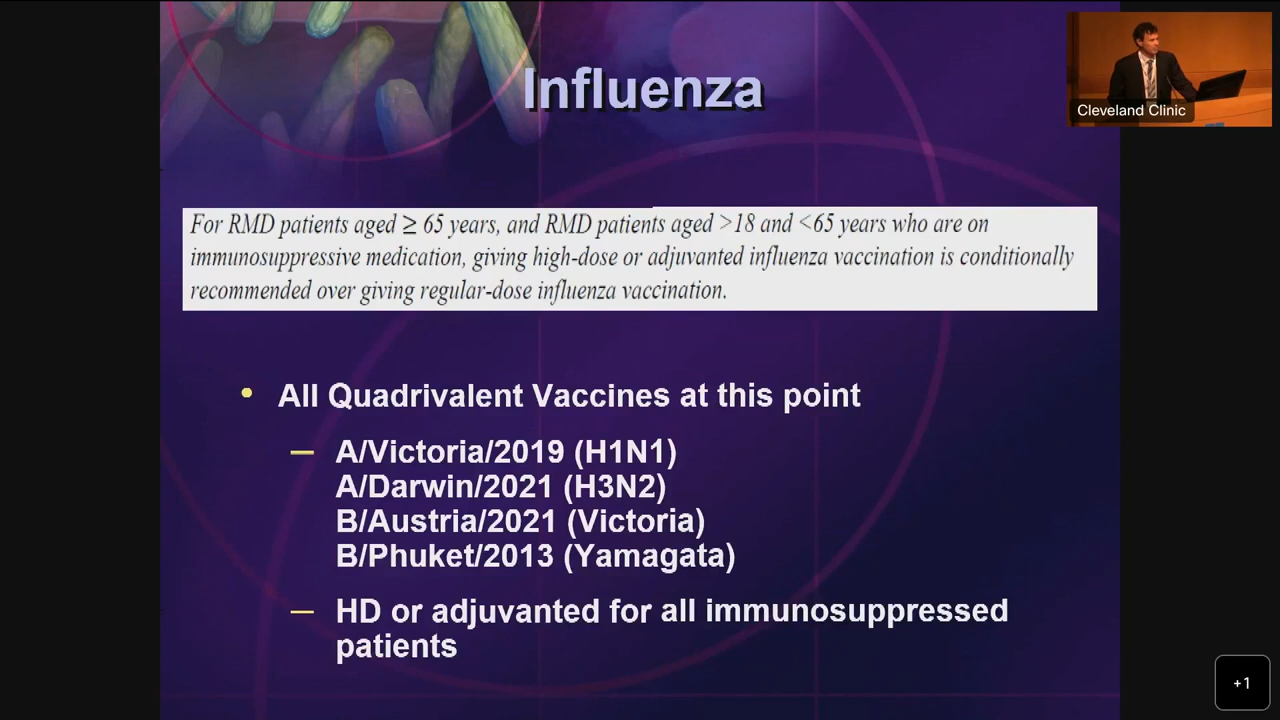 Influenza
Cleveland Clinic
For RMD patients aged ≥ 65 years, and RMD patients aged >18 and <65 years who are on
immunosuppressive medication, giving high-dose or adjuvanted influenza vaccination is conditionally
recommended over giving regular-dose influenza vaccination.
• All Quadrivalent Vaccines at this point
— A/Victoria/2019 (H1N1)
A/Darwin/2021 (H3N2)
B/Austria/2021 (Victoria)
B/Phuket/2013 (Yamagata)
— HD or adjuvanted for all immunosuppressed
patients
+1